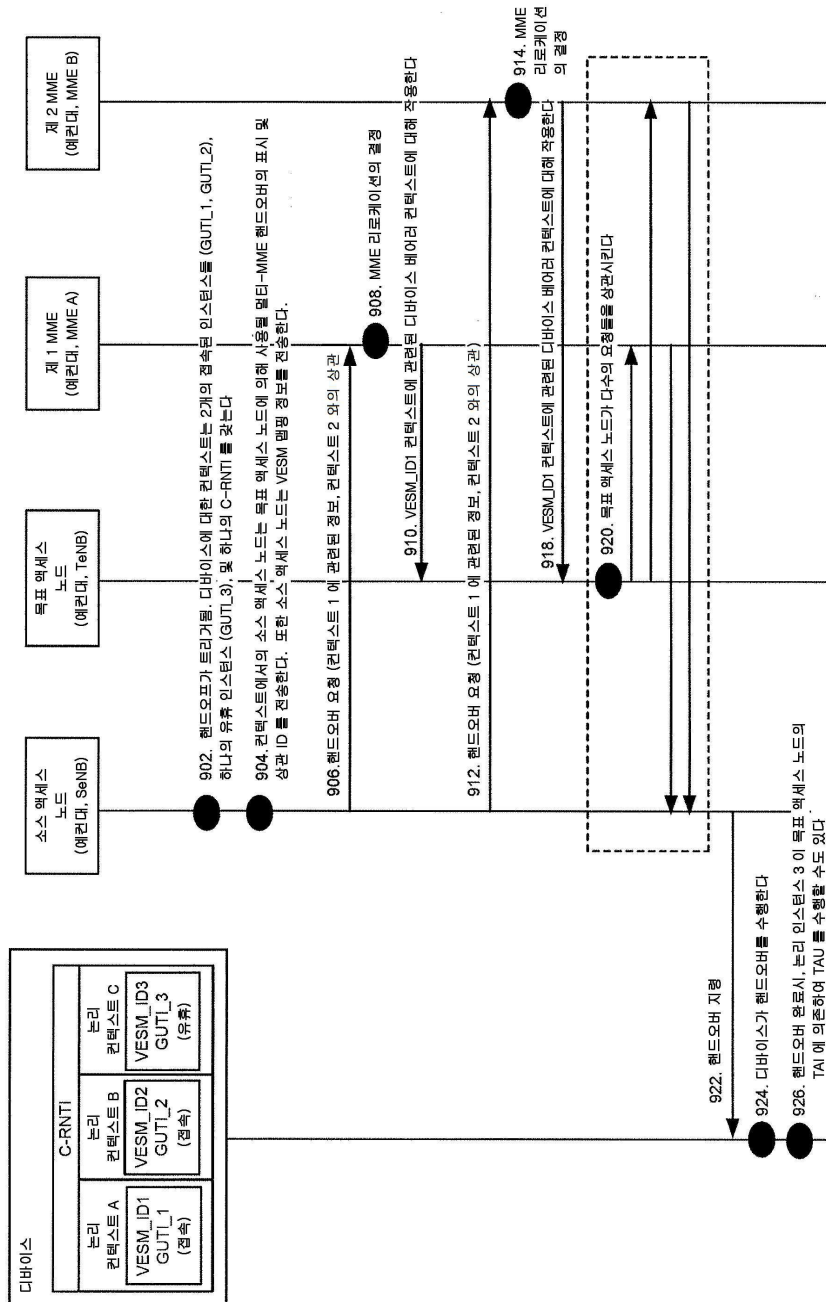 디바이스
C-RNTI
논리
컨텍스트 A
VESM_ID1
GUTI_1
(접속)
논리
컨텍스트 B
VESM_ID2
GUTI_2
(접속)
논리
컨텍스트 C
VESM_ID3
GUTI_3
(유휴)
소스 액세스
노드
(예컨대, SeNB)
목표 액세스
노드
(예컨대, TeNB)
제 1 MME
(예컨대, MME A)
제 2 MME
(예컨대, MME B)
902. 핸드오프가 트리거됨. 디바이스에 대한 컨텍스트는 2개의 접속된 인스턴스들 (GUTI_1, GUTI_2),
하나의 유휴 인스턴스 (GUTI_3), 및 하나의 C-RNTI 를 갖는다
904. 컨텍스트에서의 소스 액세스 노드는 목표 액세스 노드에 의해 사용될 멀티-MME 핸드오버의 표시 및
상관 ID 를 전송한다. 또한 소스 액세스 노드는 VESM 맵핑 정보를 전송한다.
906.핸드오버 요청 (컨텍스트 1 에 관련된 정보, 컨텍스트 2 와의 상관)
908. MME 리로케이션의 결정
910. VESM_ID1 컨텍스트에 관련된 디바이스 베어러 컨텍스트에 대해 작용한다
912. 핸드오버 요청 (컨텍스트 1 에 관련된 정보, 컨텍스트 2 와의 상관)
914. MME
리로케이션
의 결정
918. VESM_ID1 컨텍스트에 관련된 디바이스 베어러 컨텍스트에 대해 작용한다
920. 목표 액세스 노드가 다수의 요청들을 상관시킨다
922. 핸드오버 지령
924. 디바이스가 핸드오버를 수행한다
926. 핸드오버 완료시, 논리 인스턴스 3 이 목표 액세스 노드의
TAI 에 의존하여 TAU 를 수행할 수도 있다